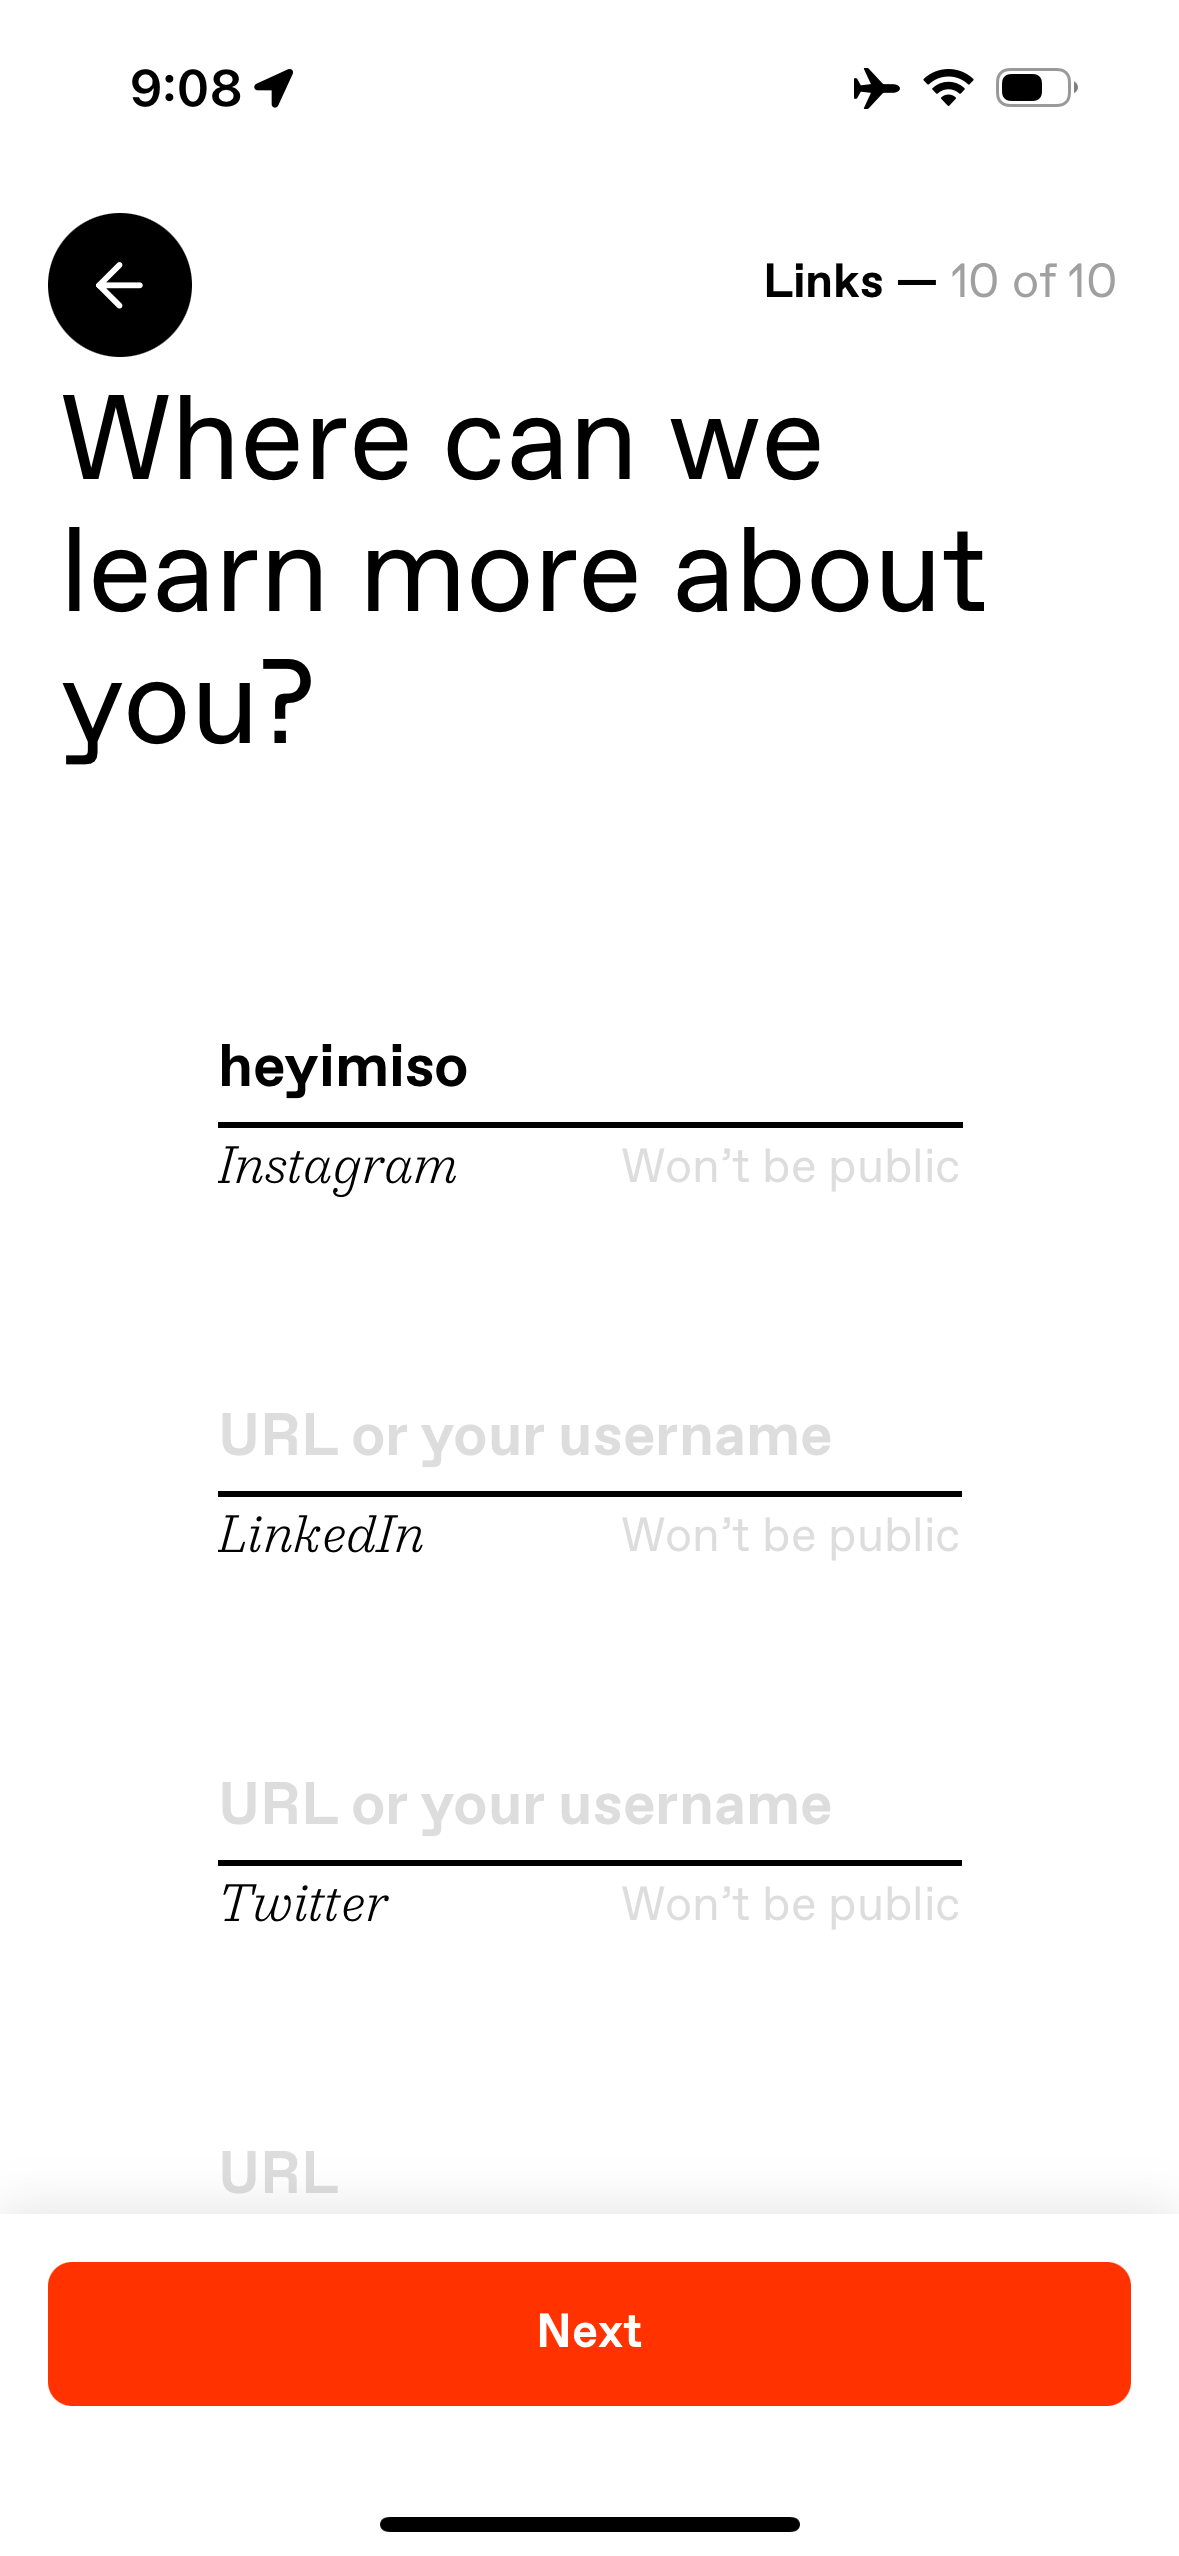 9:08
Links — 10 of 10
Where can we
learn more about
you?
heyimiso
Instagram Won’t be public
URL or your username
LinkedIn Won’t be public
URL or your username
Twitter Won’t be public
URL
Next